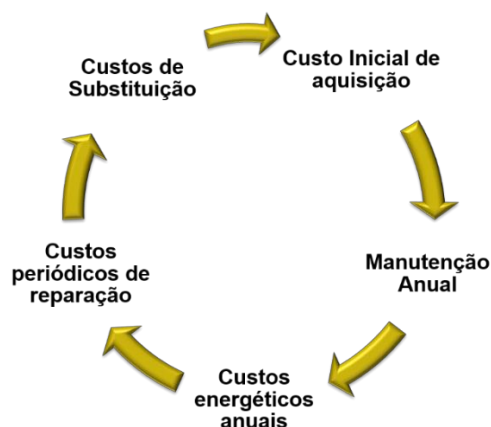 Custo Inicial de
aquisição
Manutenção
Anual
Custos
energéticos
anuais
Custos
periódicos de
reparação
Custos de
Substituição